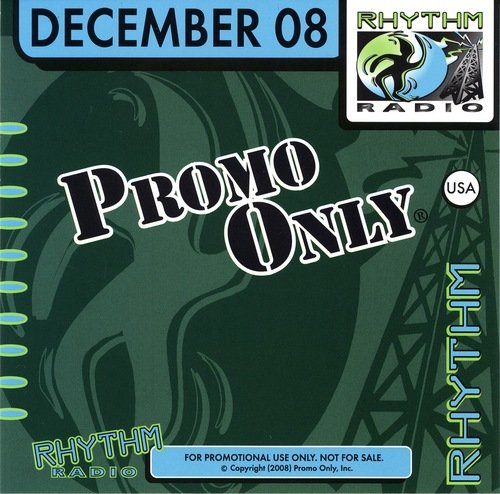 DECEMBER 08
RHYTHM
RADIO
PROMO
ONLY®
USA
RHYTHM
RHYTHM
RADIO
FOR PROMOTIONAL USE ONLY. NOT FOR SALE.
© Copyright (2008) Promo Only, Inc.